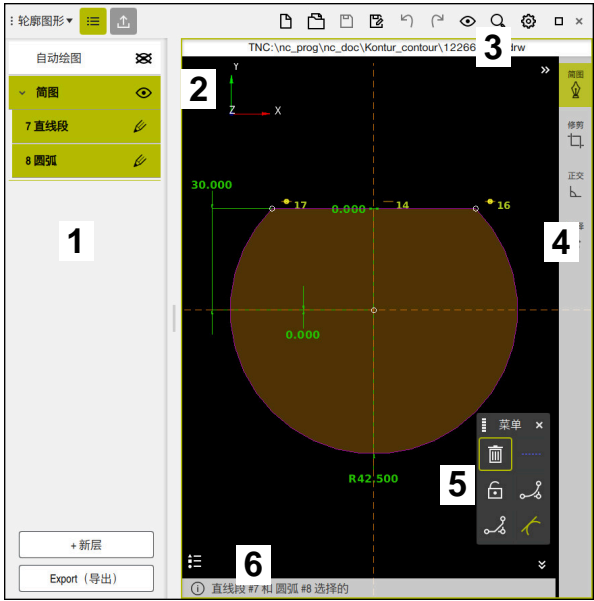 轮廓图形
TNC:\nc_prog\nc_doc\Kontur_contour\12266 drw
自动绘图
简图
7 直线段
8 圆弧
1
2
3
4
5
6
Y
Z
X
30.000
17
0.000
14
16
0.000
R42.500
简图
修剪
正交
菜单
+新层
Export（导出）
直线段 #7 和 圆弧 #8 选择的